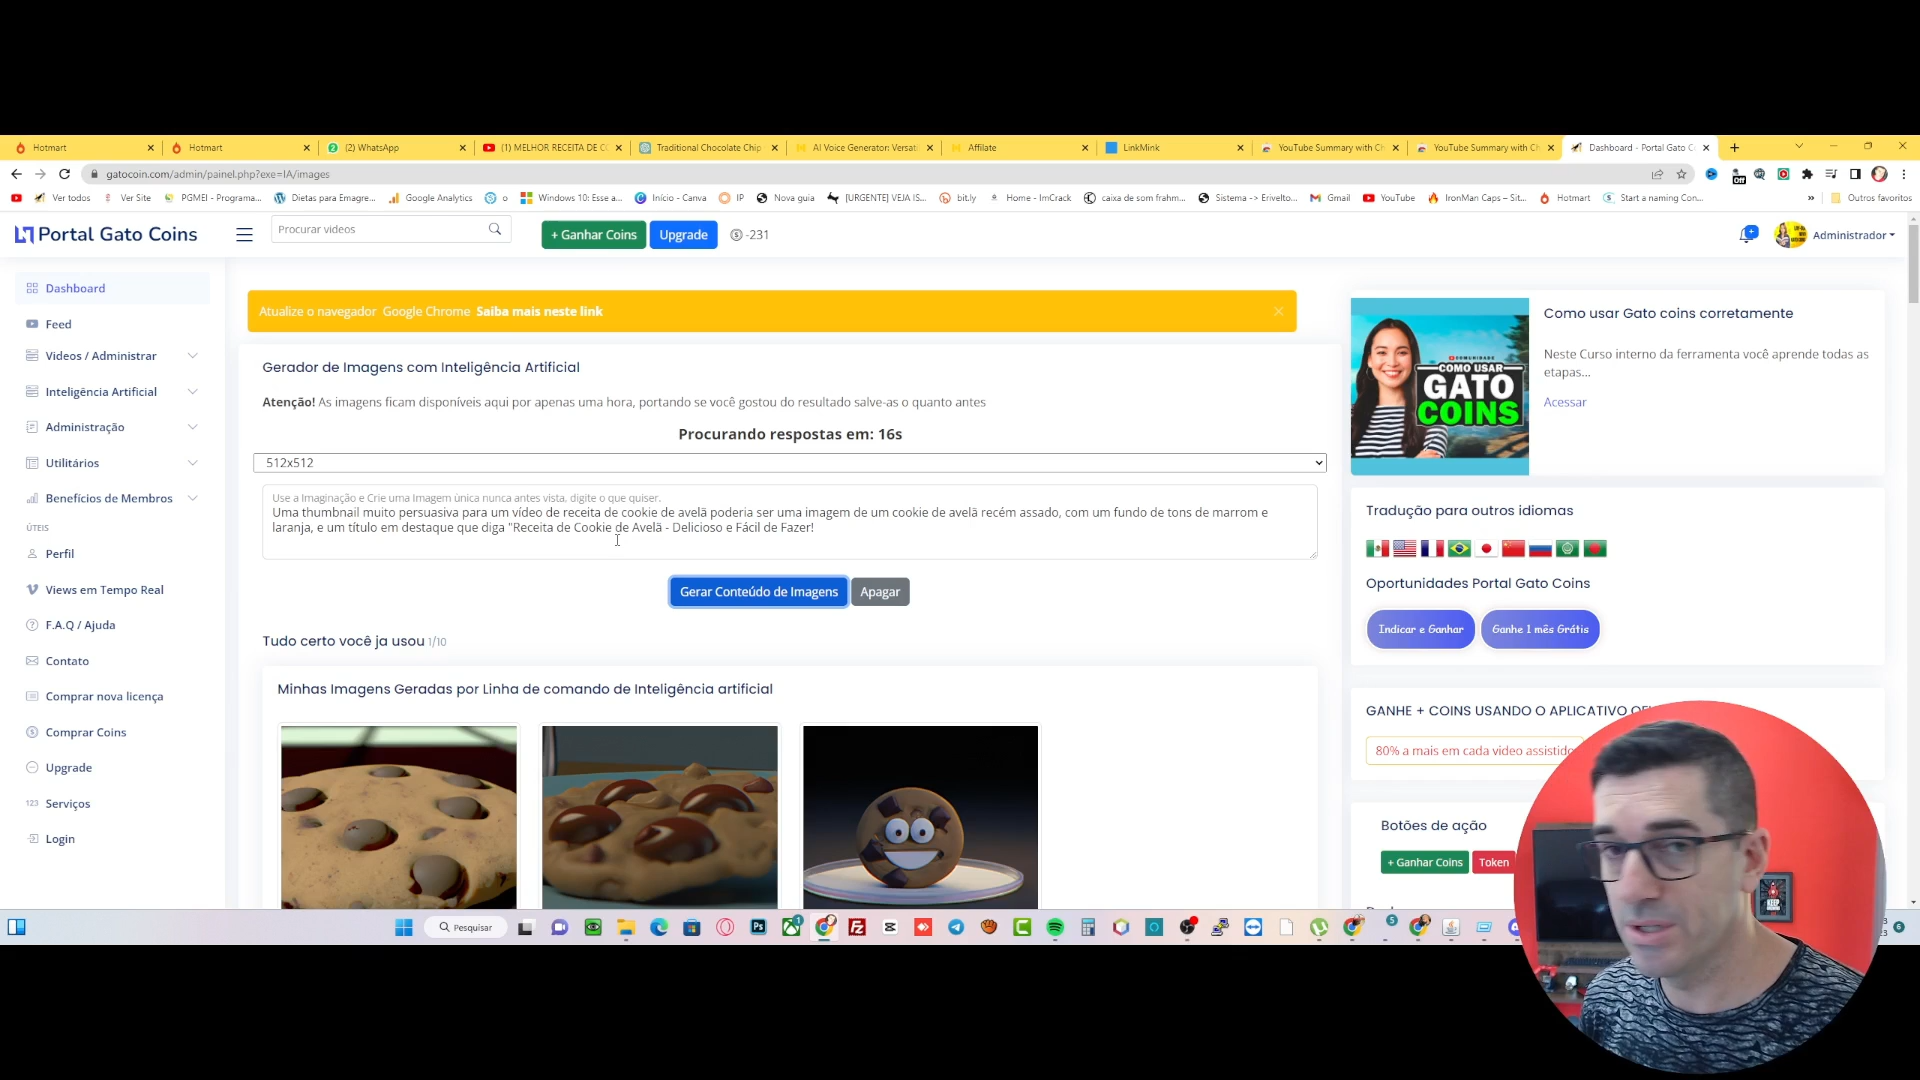 Hotmart
Hotmart
(2) WhatsApp
(1) MELHOR RECEITA DE CO
Traditional Chocolate Chip
AI Voice Generator: Versati
Affilate
LinkMink
YouTube Summary with Ch
YouTube Summary with Ch
Dashboard - Portal Gato C
gatocoin.com/admin/painel.php?exe=IA/images
Off
Ver todos
Ver Site
PGMEI - Programa...
Dietas para Emagre...
Google Analytics
o
Windows 10: Esse a...
Início - Canva
IP
Nova guia
[URGENTE] VEJA IS...
bit.ly
Home - ImCrack
caixa de som frahm...
Sistema -> Erivelto...
Gmail
YouTube
IronMan Caps – Sit...
Hotmart
Start a naming Con...
»
Outros favoritos
Portal Gato Coins
Procurar videos
+ Ganhar Coins
Upgrade
-231
Administrador
Dashboard
Feed
Videos / Administrar
Inteligência Artificial
Administração
Utilitários
Benefícios de Membros
ÚTEIS
Perfil
Views em Tempo Real
F.A.Q / Ajuda
Contato
Comprar nova licença
Comprar Coins
Upgrade
123 Serviços
Login
Atualize o navegador Google Chrome Saiba mais neste link
Gerador de Imagens com Inteligência Artificial
Atenção! As imagens ficam disponíveis aqui por apenas uma hora, portando se você gostou do resultado salve-as o quanto antes
Procurando respostas em: 16s
512x512
Use a Imaginação e Crie uma Imagem única nunca antes vista, digite o que quiser.
Uma thumbnail muito persuasiva para um vídeo de receita de cookie de avelã poderia ser uma imagem de um cookie de avelã recém assado, com um fundo de tons de marrom e
laranja, e um título em destaque que diga "Receita de Cookie de Avelã - Delicioso e Fácil de Fazer!
Gerar Conteúdo de Imagens
Apagar
Tudo certo você ja usou 1/10
Minhas Imagens Geradas por Linha de comando de Inteligência artificial
COMUNIDADE
COMO USAR
GATO
COINS
Como usar Gato coins corretamente
Neste Curso interno da ferramenta você aprende todas as
etapas...
Acessar
Tradução para outros idiomas
Oportunidades Portal Gato Coins
Indicar e Ganhar
Ganhe 1 mês Grátis
GANHE + COINS USANDO O APLICATIVO
80% a mais em cada video assistido
Botões de ação
+ Ganhar Coins
Token
Pesquisar
KEEP